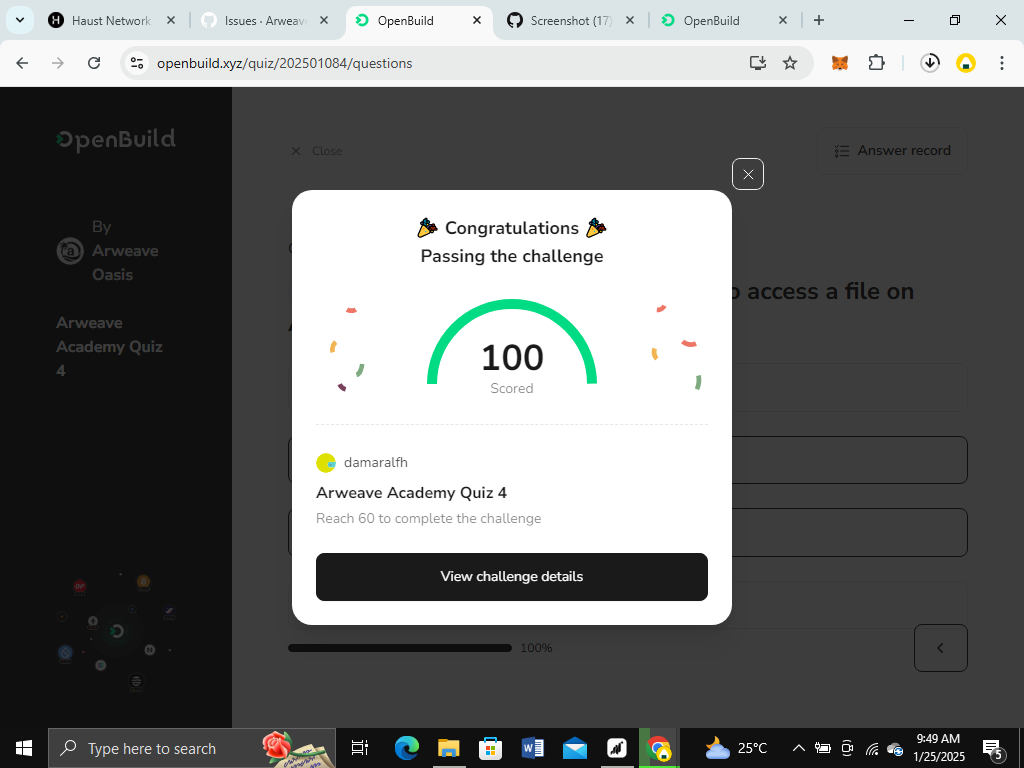 Haust Network
Issues · Arweav
OpenBuild
Screenshot (17)
OpenBuild
openbuild.xyz/quiz/202501084/questions
OpenBuild
Close
Answer record
By
Arweave
Oasis
Arweave
Academy Quiz
4
to access a file on
Congratulations
Passing the challenge
100
Scored
damaralfh
Arweave Academy Quiz 4
Reach 60 to complete the challenge
View challenge details
100%
Type here to search
25°C
9:49 AM
1/25/2025
5